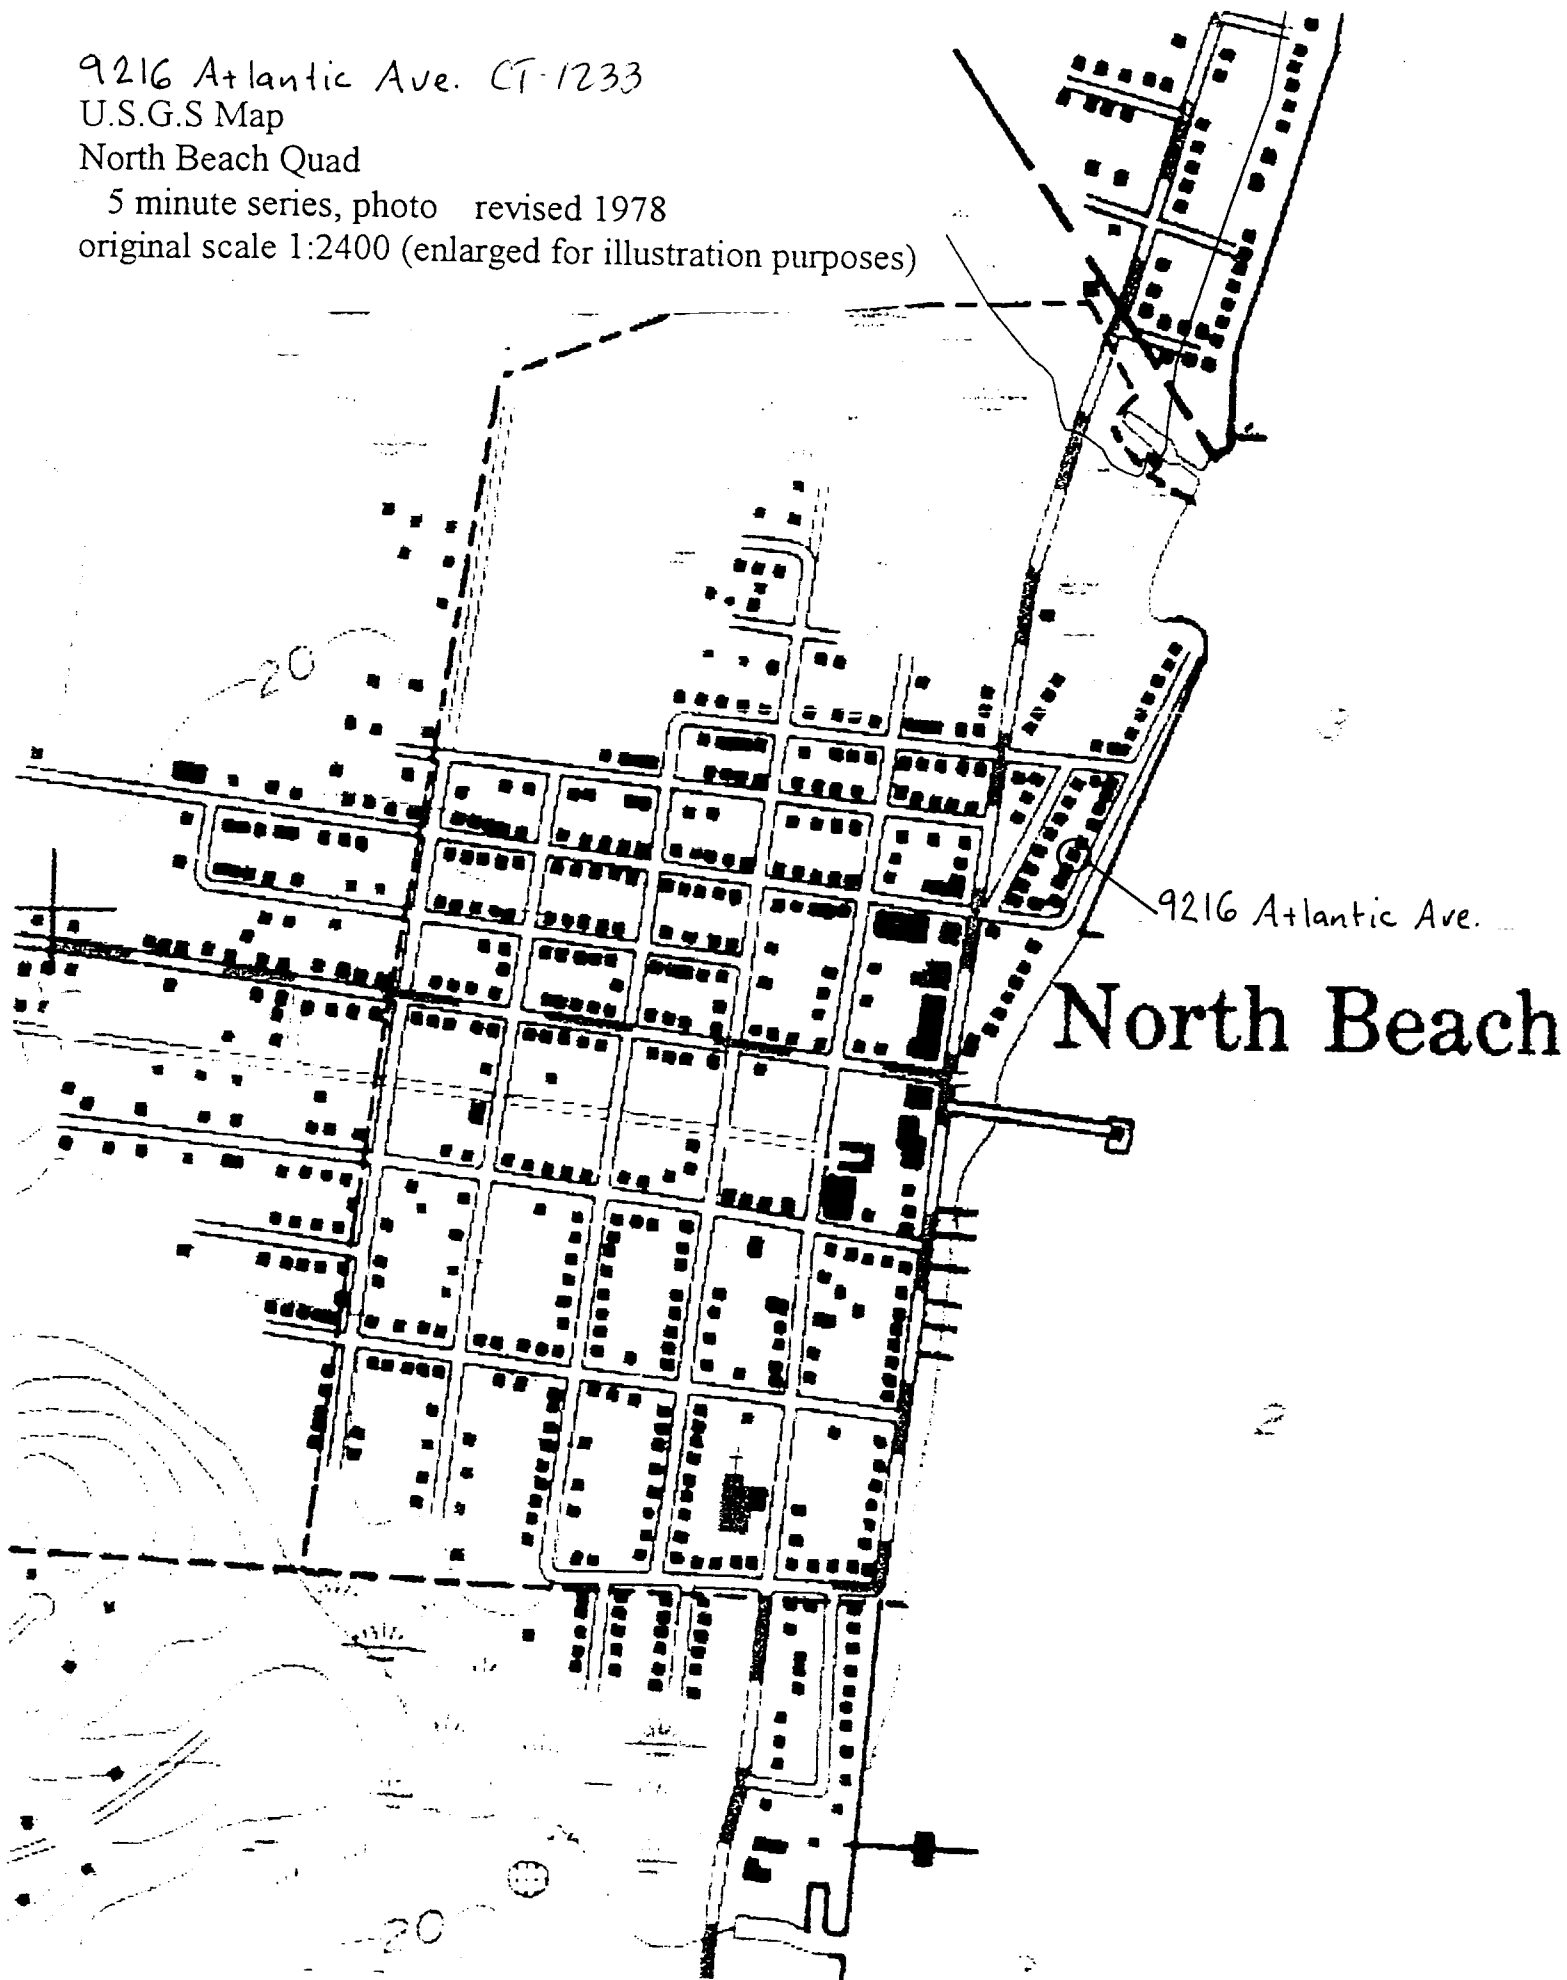 9216 Atlantic Ave. CT-1233
U.S.G.S Map
North Beach Quad
5 minute series, photo revised 1978
original scale 1:2400 (enlarged for illustration purposes)
20
3
9216 Atlantic Ave.
North Beach
2
20